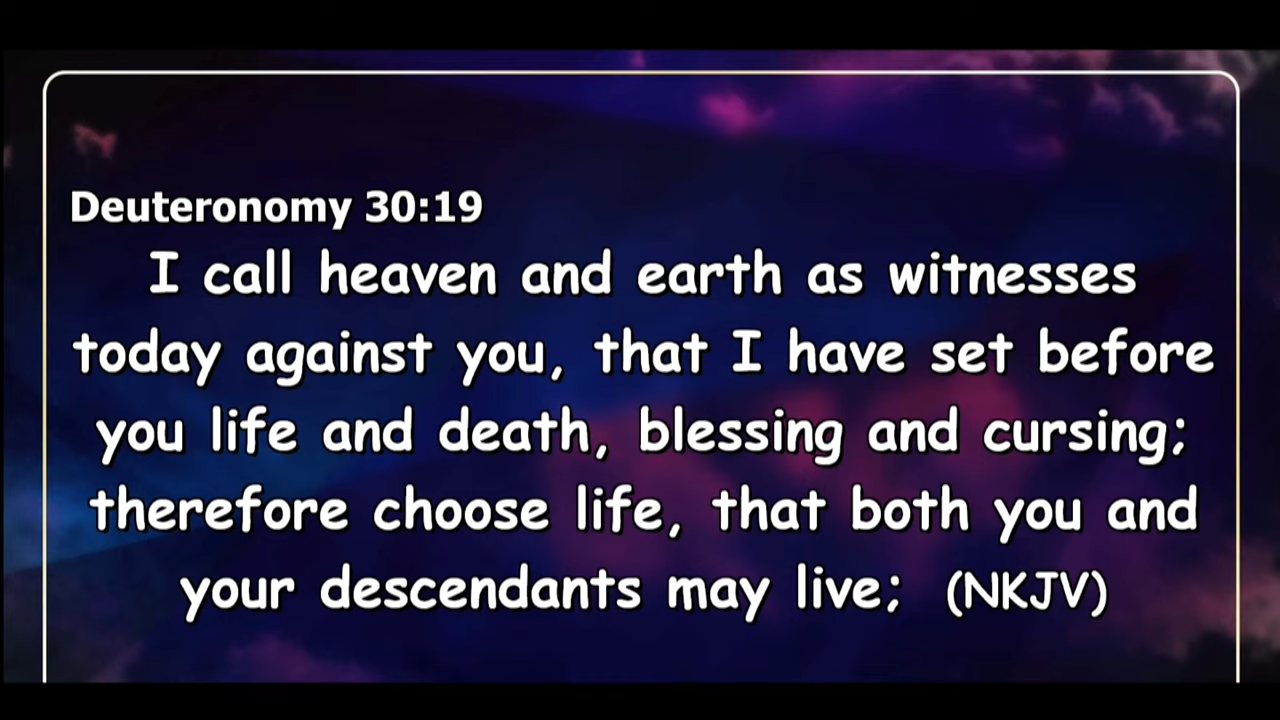 Deuteronomy 30:19
I call heaven and earth as witnesses
today against you, that I have set before
you life and death, blessing and cursing;
therefore choose life, that both you and
your descendants may live; (NKJV)